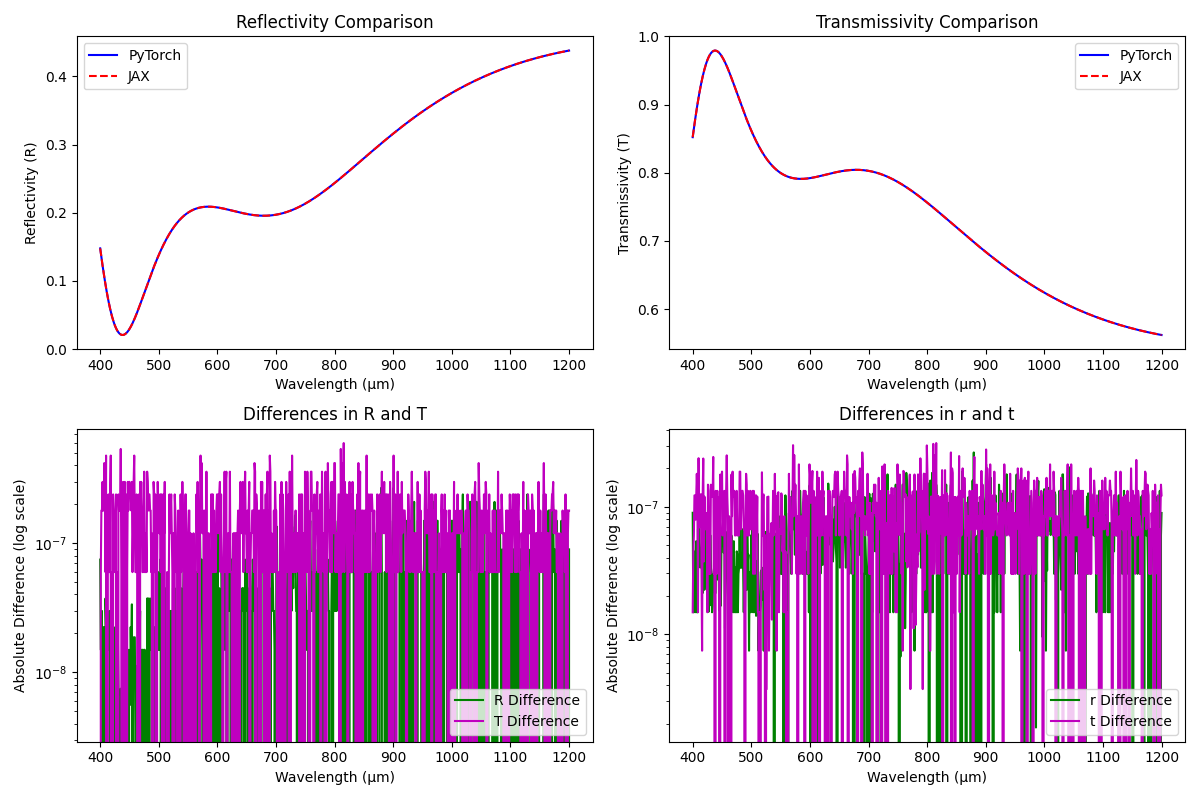 Reflectivity Comparison
Reflectivity (R)
0.4
0.3
0.2
0.1
0.0
PyTorch
JAX
400 500 600 700 800 900 1000 1100 1200
Wavelength (μm)
Transmissivity Comparison
Transmissivity (T)
1.0
0.9
0.8
0.7
0.6
PyTorch
JAX
400 500 600 700 800 900 1000 1100 1200
Wavelength (μm)
Differences in R and T
Absolute Difference (log scale)
10⁻⁷
10⁻⁸
R Difference
T Difference
400 500 600 700 800 900 1000 1100 1200
Wavelength (μm)
Differences in r and t
Absolute Difference (log scale)
10⁻⁷
10⁻⁸
r Difference
t Difference
400 500 600 700 800 900 1000 1100 1200
Wavelength (μm)